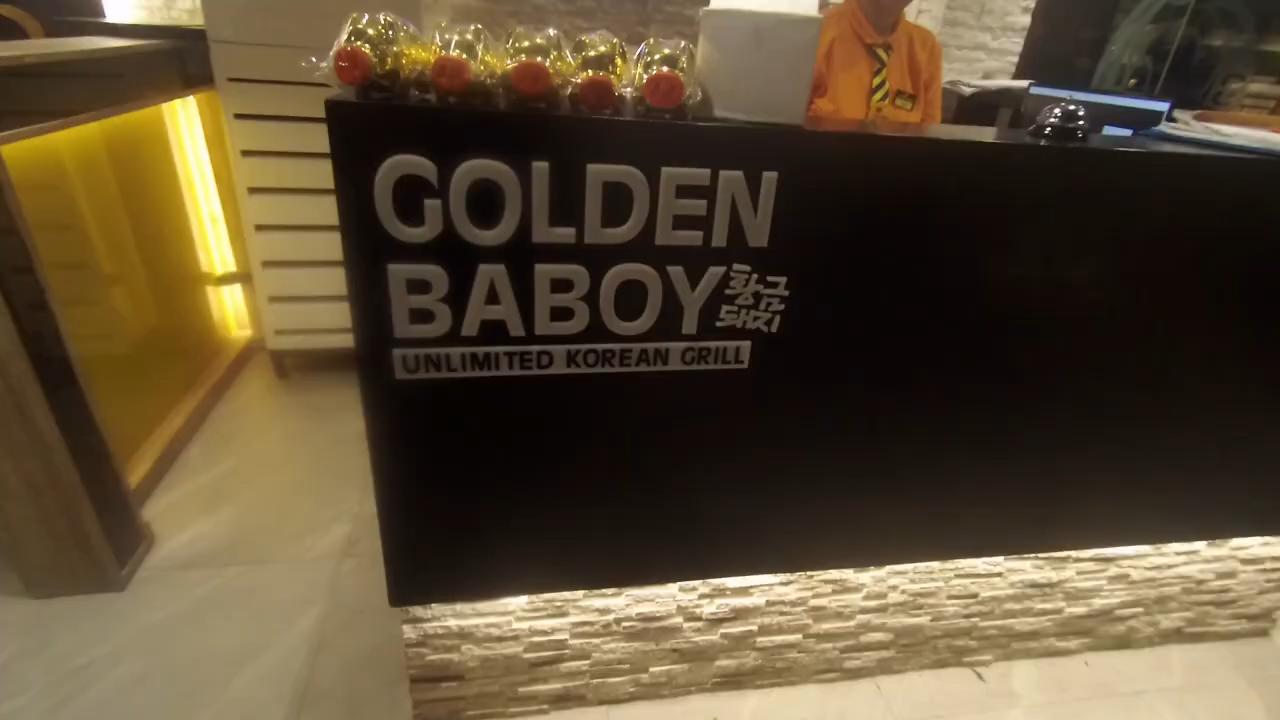 GOLDEN
BABOY
황금
돼지
UNLIMITED KOREAN GRILL